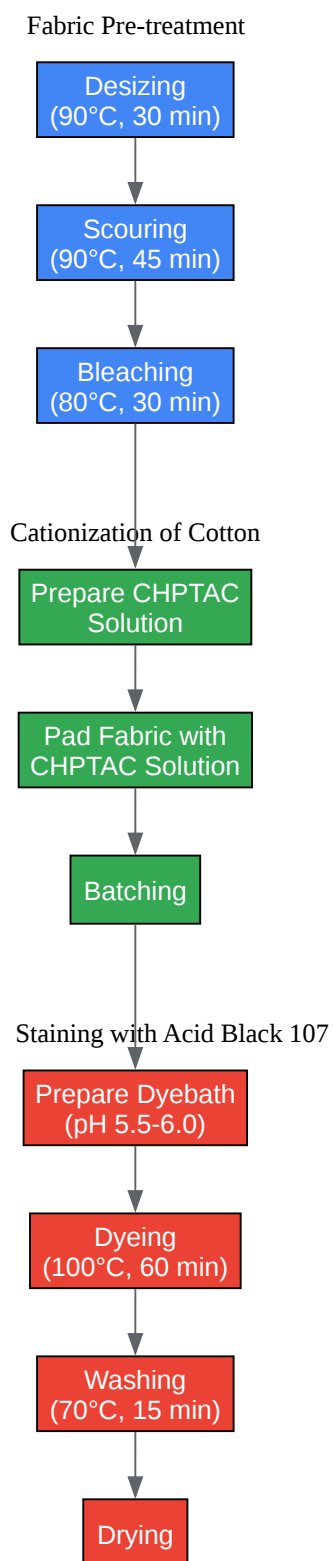 Fabric Pre-treatment
Desizing
(90°C, 30 min)
Scouring
(90°C, 45 min)
Bleaching
(80°C, 30 min)
Cationization of Cotton
Prepare CHPTAC
Solution
Pad Fabric with
CHPTAC Solution
Batching
Staining with Acid Black 107
Prepare Dyebath
(pH 5.5-6.0)
Dyeing
(100°C, 60 min)
Washing
(70°C, 15 min)
Drying